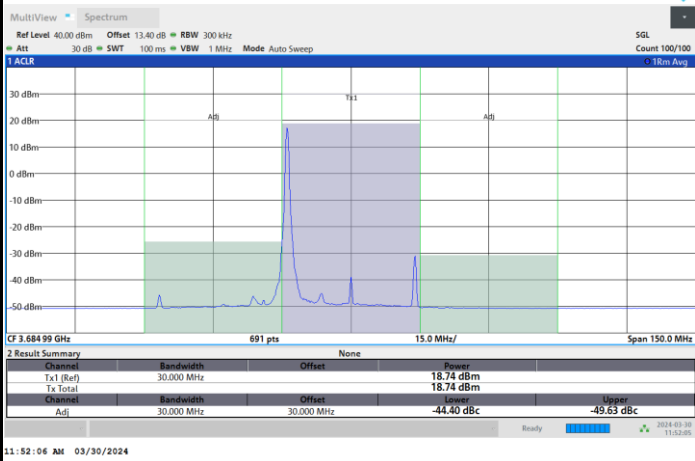 MultiView Spectrum
Ref Level 40.00 dBm Offset 13.40 dB RBW 300 kHz SGL
Att 30 dB SWT 100 ms VBW 1 MHz Mode Auto Sweep Count 100/100
1 ACLR 1Rm Avg
30 dBm
Tx1
20 dBm Adj Adj
10 dBm
0 dBm
-10 dBm
-20 dBm
-30 dBm
-40 dBm
-50 dBm
CF 3.684 99 GHz 691 pts 15.0 MHz/ Span 150.0 MHz
2 Result Summary None
Channel Bandwidth Offset Power
Tx1 (Ref) 30.000 MHz 18.74 dBm
Tx Total 18.74 dBm
Channel Bandwidth Offset Lower Upper
Adj 30.000 MHz 30.000 MHz -44.40 dBc -49.63 dBc
Ready 2024-03-30
11:52:05
11:52:06 AM 03/30/2024